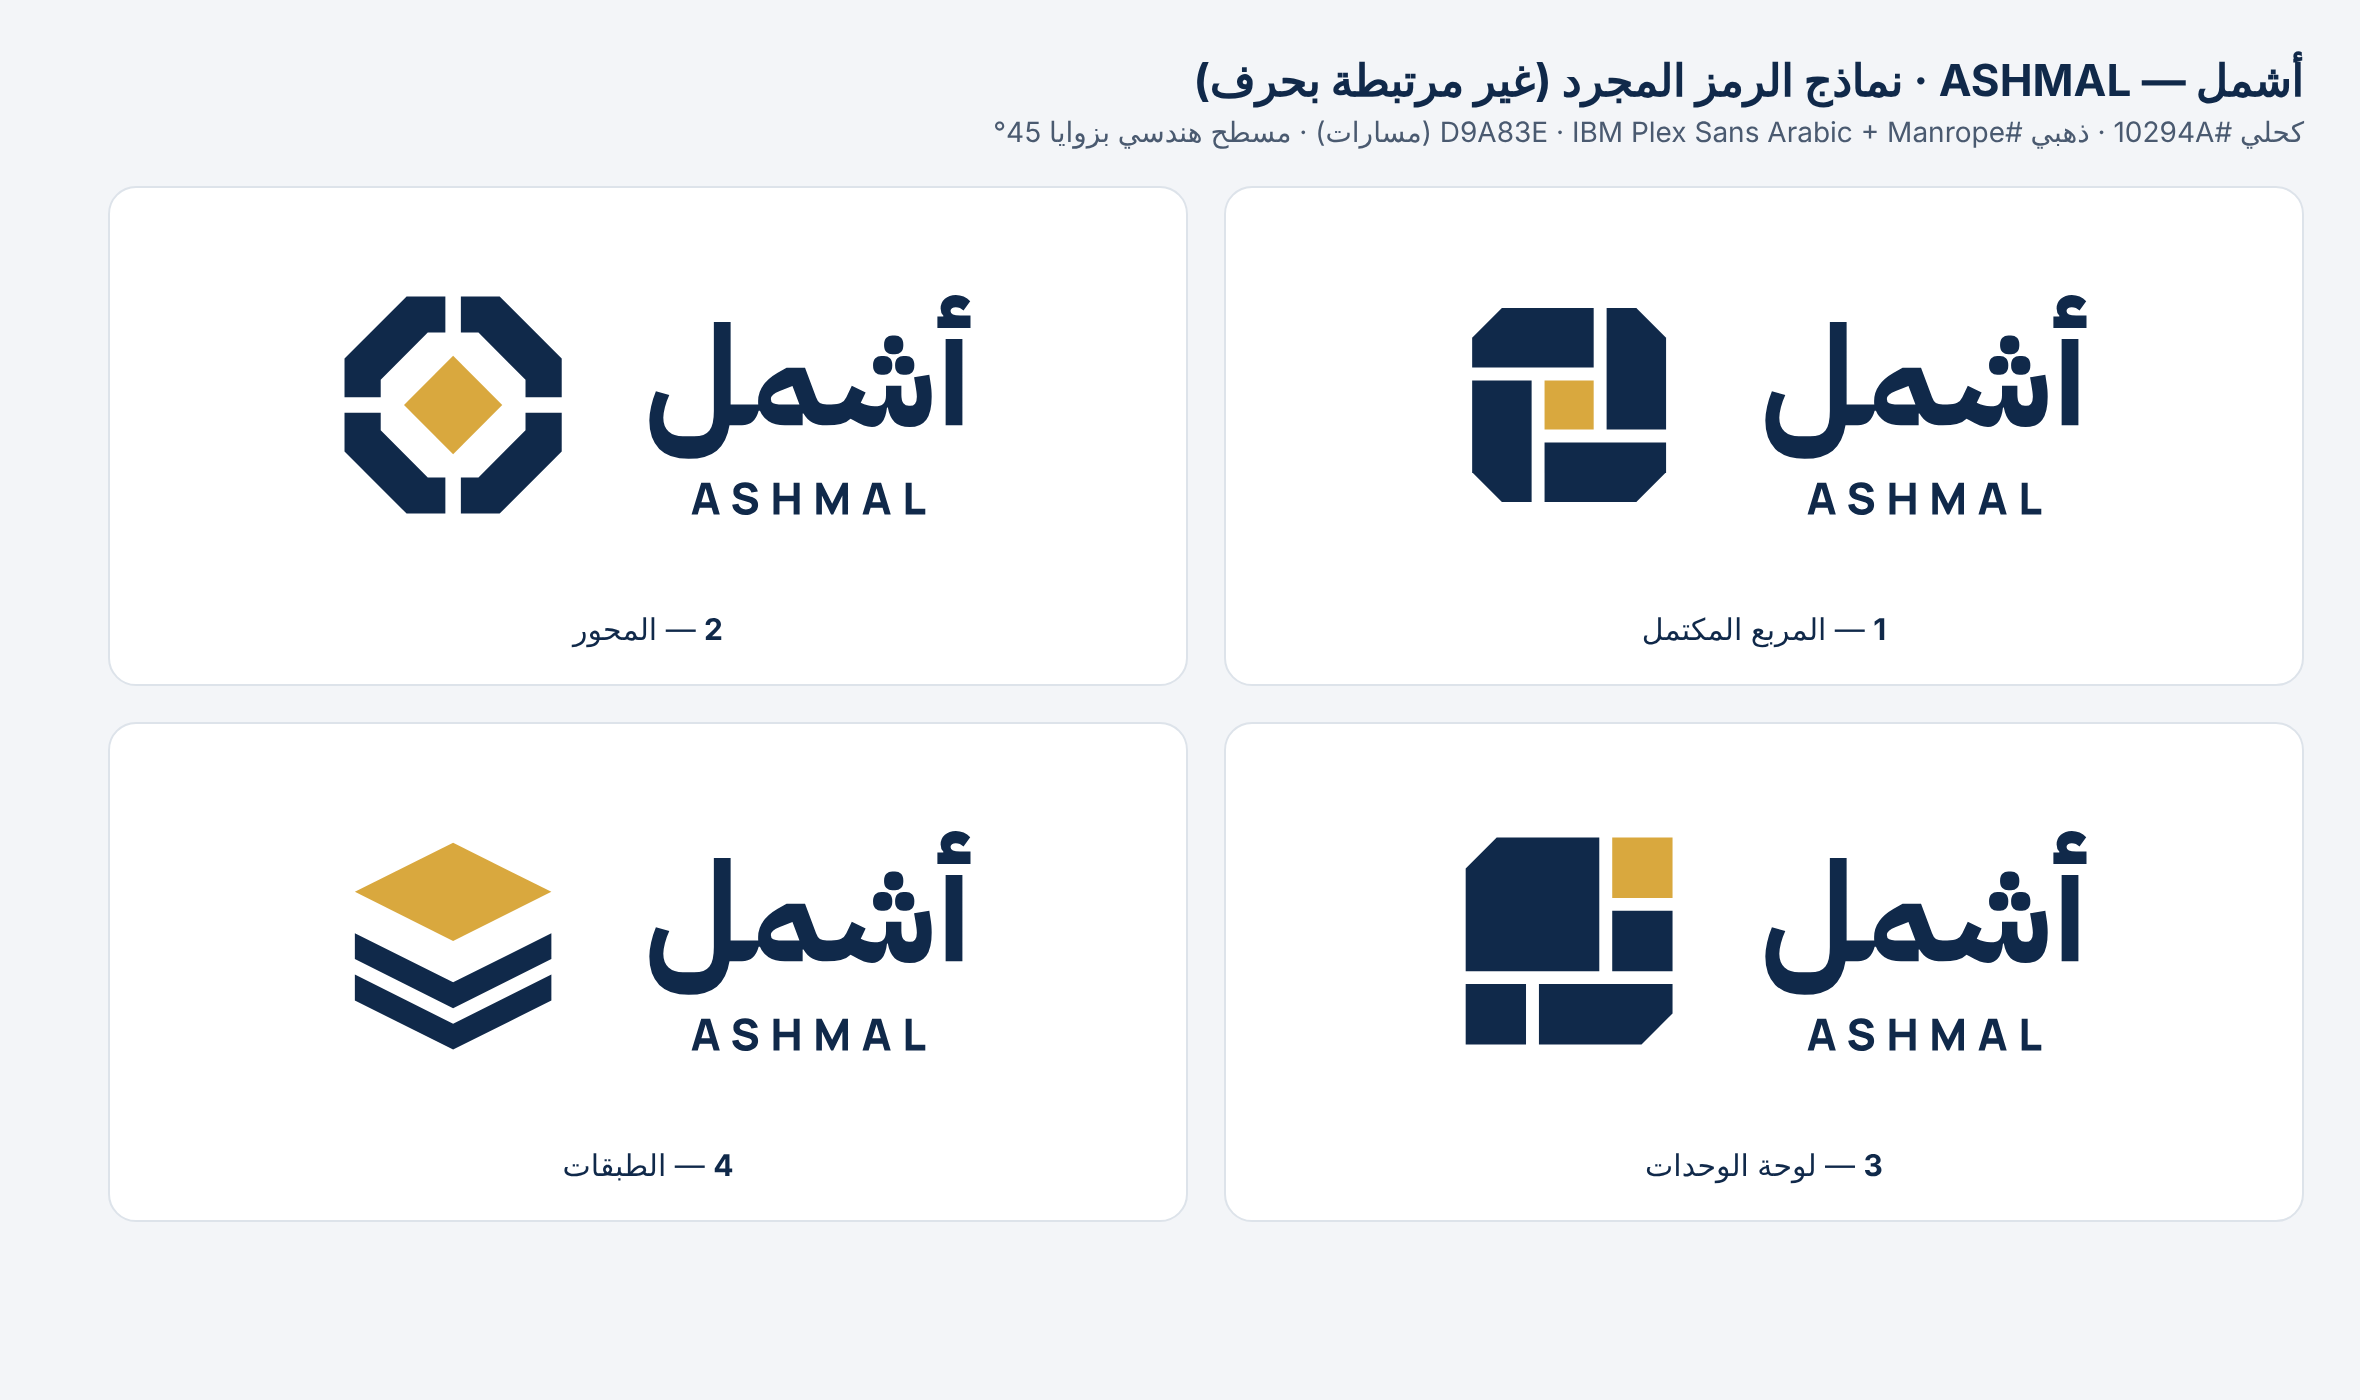 أشمل — ASHMAL · نماذج الرمز المجرد (غير مرتبطة بحرف)
كحلي #10294A · ذهبي #D9A83E · IBM Plex Sans Arabic + Manrope (مسارات) · مسطح هندسي بزوايا 45°
أشمل
ASHMAL
1 — المربع المكتمل
أشمل
ASHMAL
2 — المحور
أشمل
ASHMAL
3 — لوحة الوحدات
أشمل
ASHMAL
4 — الطبقات